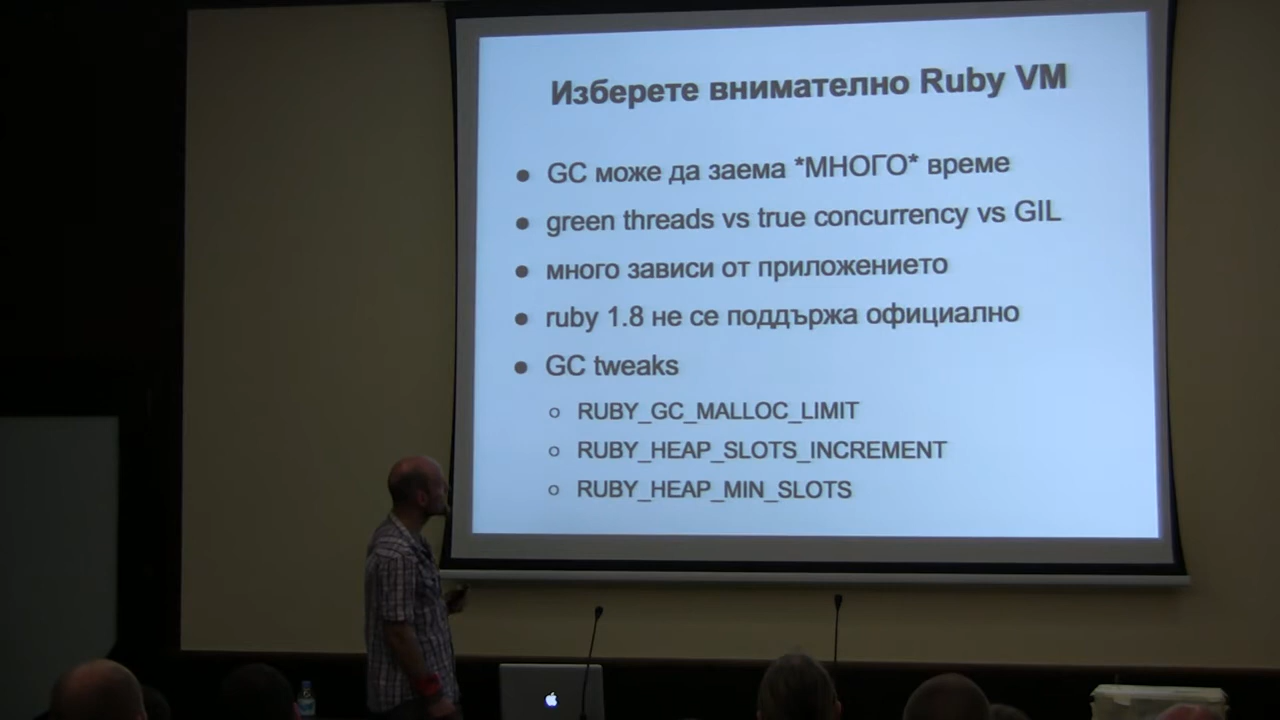 Изберете внимателно Ruby VM
● GC може да заема *МНОГО* време
● green threads vs true concurrency vs GIL
● много зависи от приложението
● ruby 1.8 не се поддържа официално
● GC tweaks
○ RUBY_GC_MALLOC_LIMIT
○ RUBY_HEAP_SLOTS_INCREMENT
○ RUBY_HEAP_MIN_SLOTS